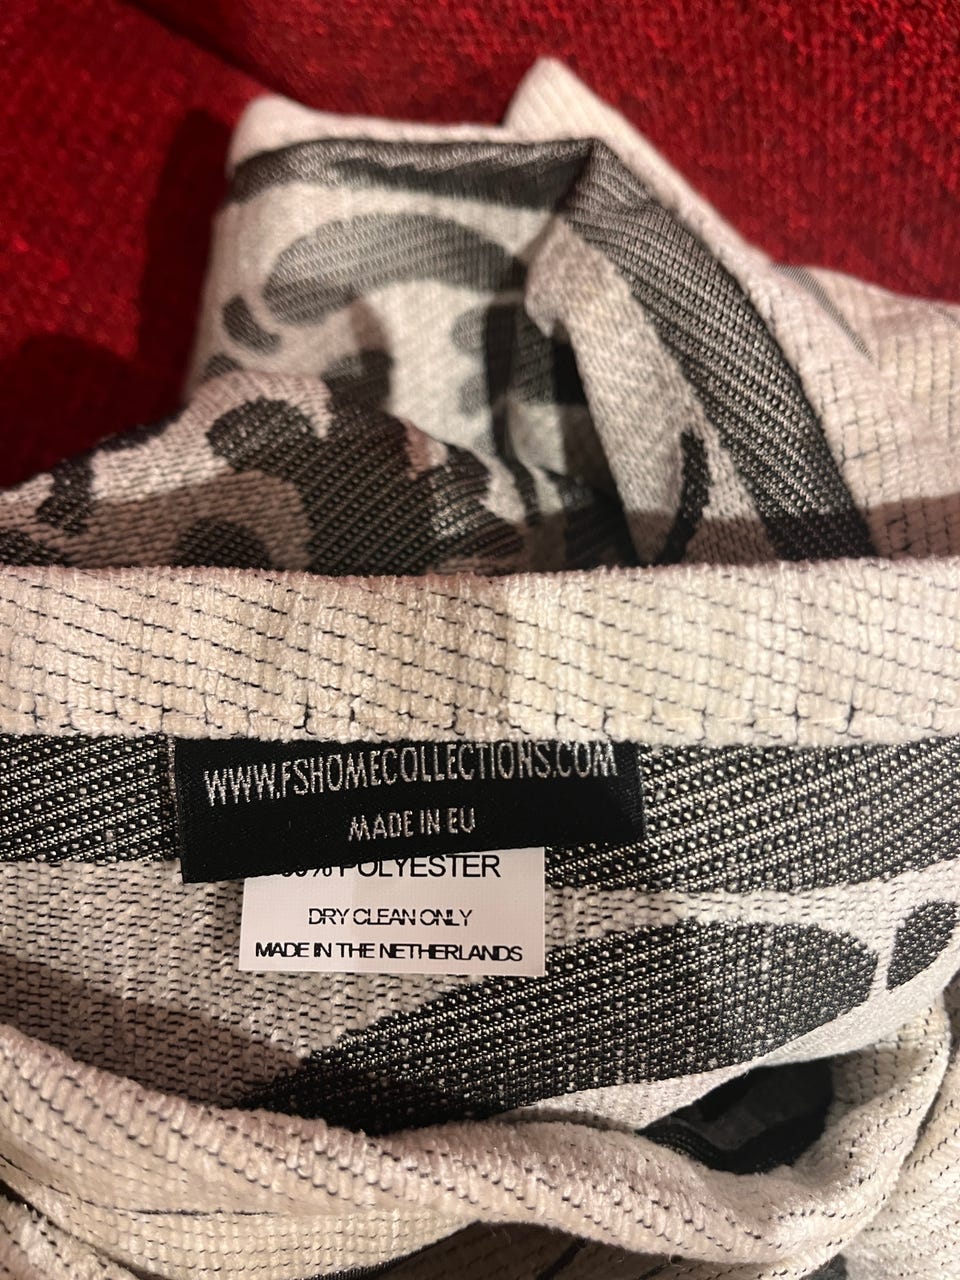 WWW.FSHOMECOLLECTIONS.COM
MADE IN EU
POLYESTER
DRY CLEAN ONLY
MADE IN THE NETHERLANDS